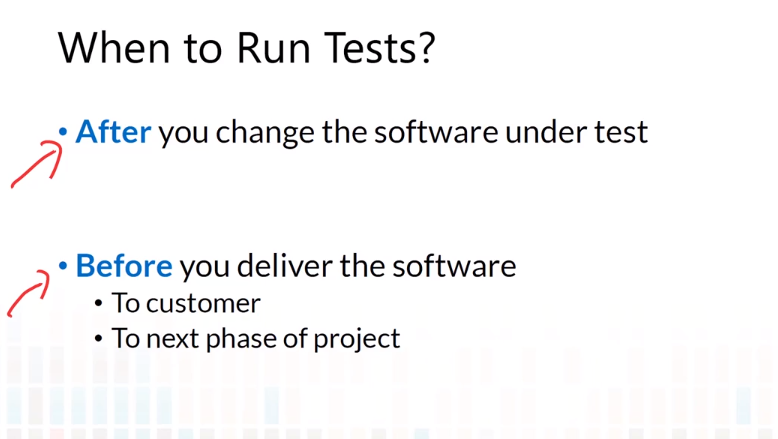 When to Run Tests?
• After you change the software under test
• Before you deliver the software
• To customer
• To next phase of project